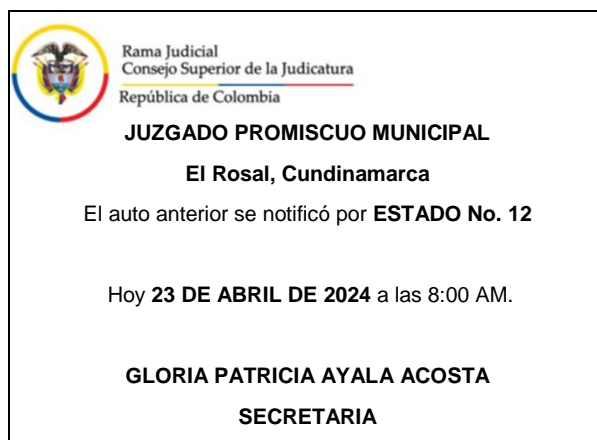 Rama Judicial
Consejo Superior de la Judicatura
República de Colombia
JUZGADO PROMISCUO MUNICIPAL
El Rosal, Cundinamarca
El auto anterior se notificó por ESTADO No. 12
Hoy 23 DE ABRIL DE 2024 a las 8:00 AM.
GLORIA PATRICIA AYALA ACOSTA
SECRETARIA